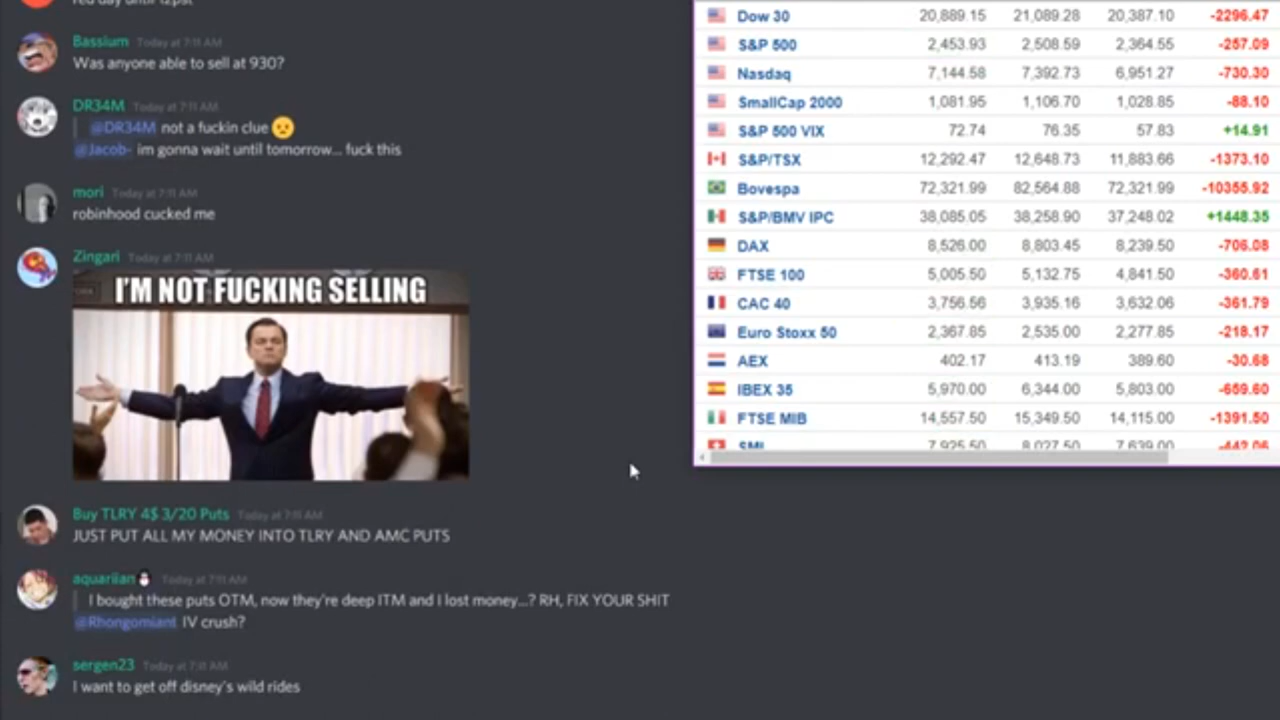 red day until 12pst
Bassium Today at 7:11 AM
Was anyone able to sell at 930?
DR34M Today at 7:11 AM
@DR34M not a fuckin clue
@Jacob- im gonna wait until tomorrow... fuck this
mori Today at 7:11 AM
robinhood cucked me
Zingari Today at 7:11 AM
I'M NOT FUCKING SELLING
Buy TLRY 4$ 3/20 Puts Today at 7:11 AM
JUST PUT ALL MY MONEY INTO TLRY AND AMC PUTS
aquariian Today at 7:11 AM
I bought these puts OTM, now they're deep ITM and I lost money...? RH, FIX YOUR SHIT
@Rhongomiant IV crush?
sergen23 Today at 7:11 AM
I want to get off disney's wild rides
Dow 30 20,889.15 21,089.28 20,387.10 -2296.47
S&P 500 2,453.93 2,508.59 2,364.55 -257.09
Nasdaq 7,144.58 7,392.73 6,951.27 -730.30
SmallCap 2000 1,081.95 1,106.70 1,028.85 -88.10
S&P 500 VIX 72.74 76.35 57.83 +14.91
S&P/TSX 12,292.47 12,648.73 11,883.66 -1373.10
Bovespa 72,321.99 82,564.88 72,321.99 -10355.92
S&P/BMV IPC 38,085.05 38,258.90 37,248.02 +1448.35
DAX 8,526.00 8,803.45 8,239.50 -706.08
FTSE 100 5,005.50 5,132.75 4,841.50 -360.61
CAC 40 3,756.56 3,935.16 3,632.06 -361.79
Euro Stoxx 50 2,367.85 2,535.00 2,277.85 -218.17
AEX 402.17 413.19 389.60 -30.68
IBEX 35 5,970.00 6,344.00 5,803.00 -659.60
FTSE MIB 14,557.50 15,349.50 14,115.00 -1391.50
SMI 7,925.50 8,027.50 7,639.00 -442.06